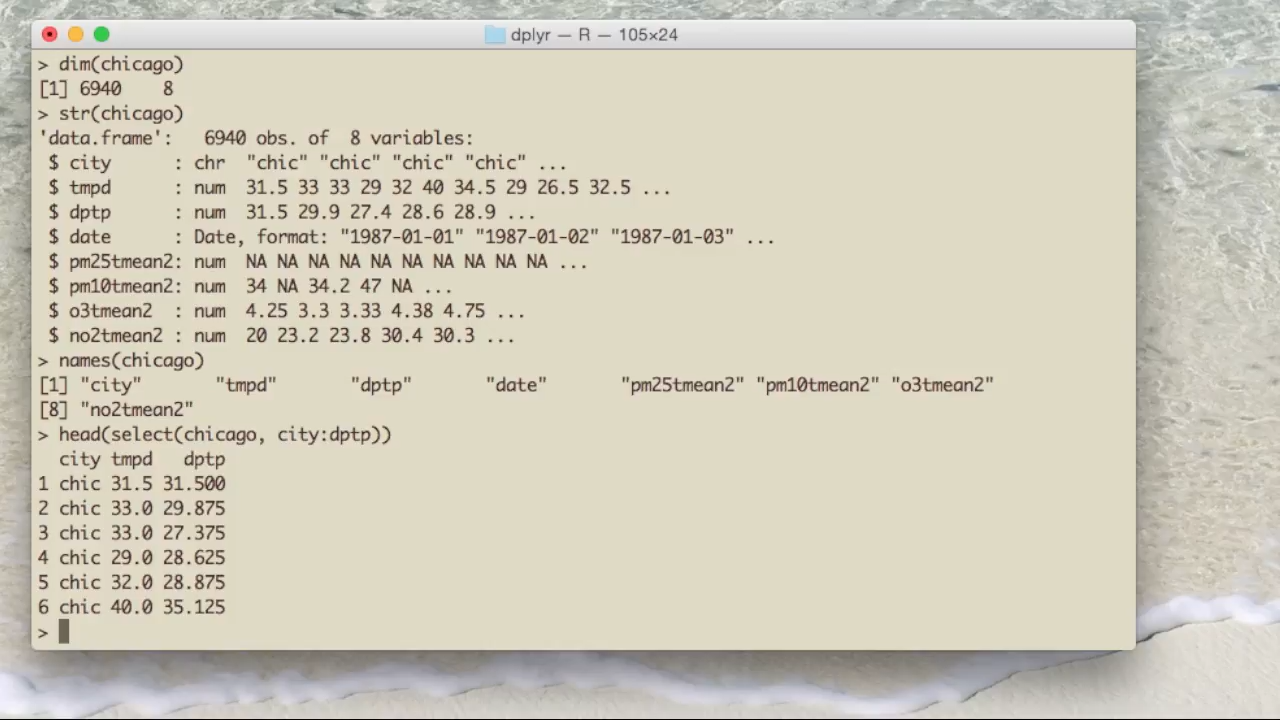 dplyr — R — 105×24
> dim(chicago)
[1] 6940    8
> str(chicago)
'data.frame':   6940 obs. of  8 variables:
 $ city      : chr  "chic" "chic" "chic" "chic" ...
 $ tmpd      : num  31.5 33 33 29 32 40 34.5 29 26.5 32.5 ...
 $ dptp      : num  31.5 29.9 27.4 28.6 28.9 ...
 $ date      : Date, format: "1987-01-01" "1987-01-02" "1987-01-03" ...
 $ pm25tmean2: num  NA NA NA NA NA NA NA NA NA NA ...
 $ pm10tmean2: num  34 NA 34.2 47 NA ...
 $ o3tmean2  : num  4.25 3.3 3.33 4.38 4.75 ...
 $ no2tmean2 : num  20 23.2 23.8 30.4 30.3 ...
> names(chicago)
[1] "city"       "tmpd"       "dptp"       "date"       "pm25tmean2" "pm10tmean2" "o3tmean2"
[8] "no2tmean2"
> head(select(chicago, city:dptp))
  city tmpd   dptp
1 chic 31.5 31.500
2 chic 33.0 29.875
3 chic 33.0 27.375
4 chic 29.0 28.625
5 chic 32.0 28.875
6 chic 40.0 35.125
>